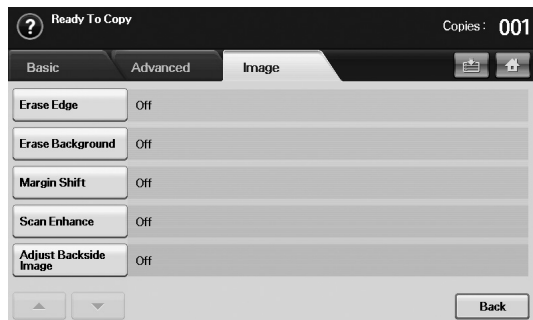 ? Ready To Copy Copies : 001
Basic Advanced Image
Erase Edge Off
Erase Background Off
Margin Shift Off
Scan Enhance Off
Adjust Backside
Image Off
Back